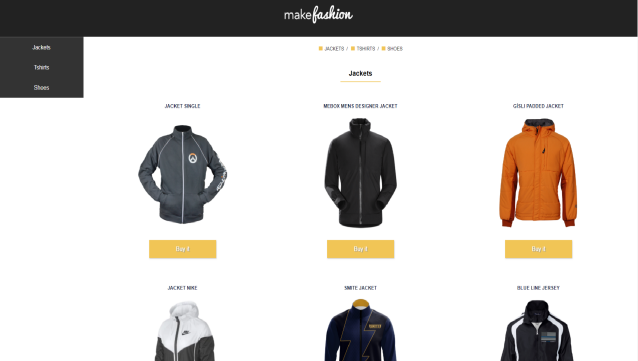 makefashion
Jackets
Tshirts
Shoes
JACKETS / TSHIRTS / SHOES
Jackets
JACKET SINGLE
MEBOX MENS DESIGNER JACKET
GÍSLI PADDED JACKET
Buy it
Buy it
Buy it
JACKET NIKE
SMITE JACKET
BLUE LINE JERSEY